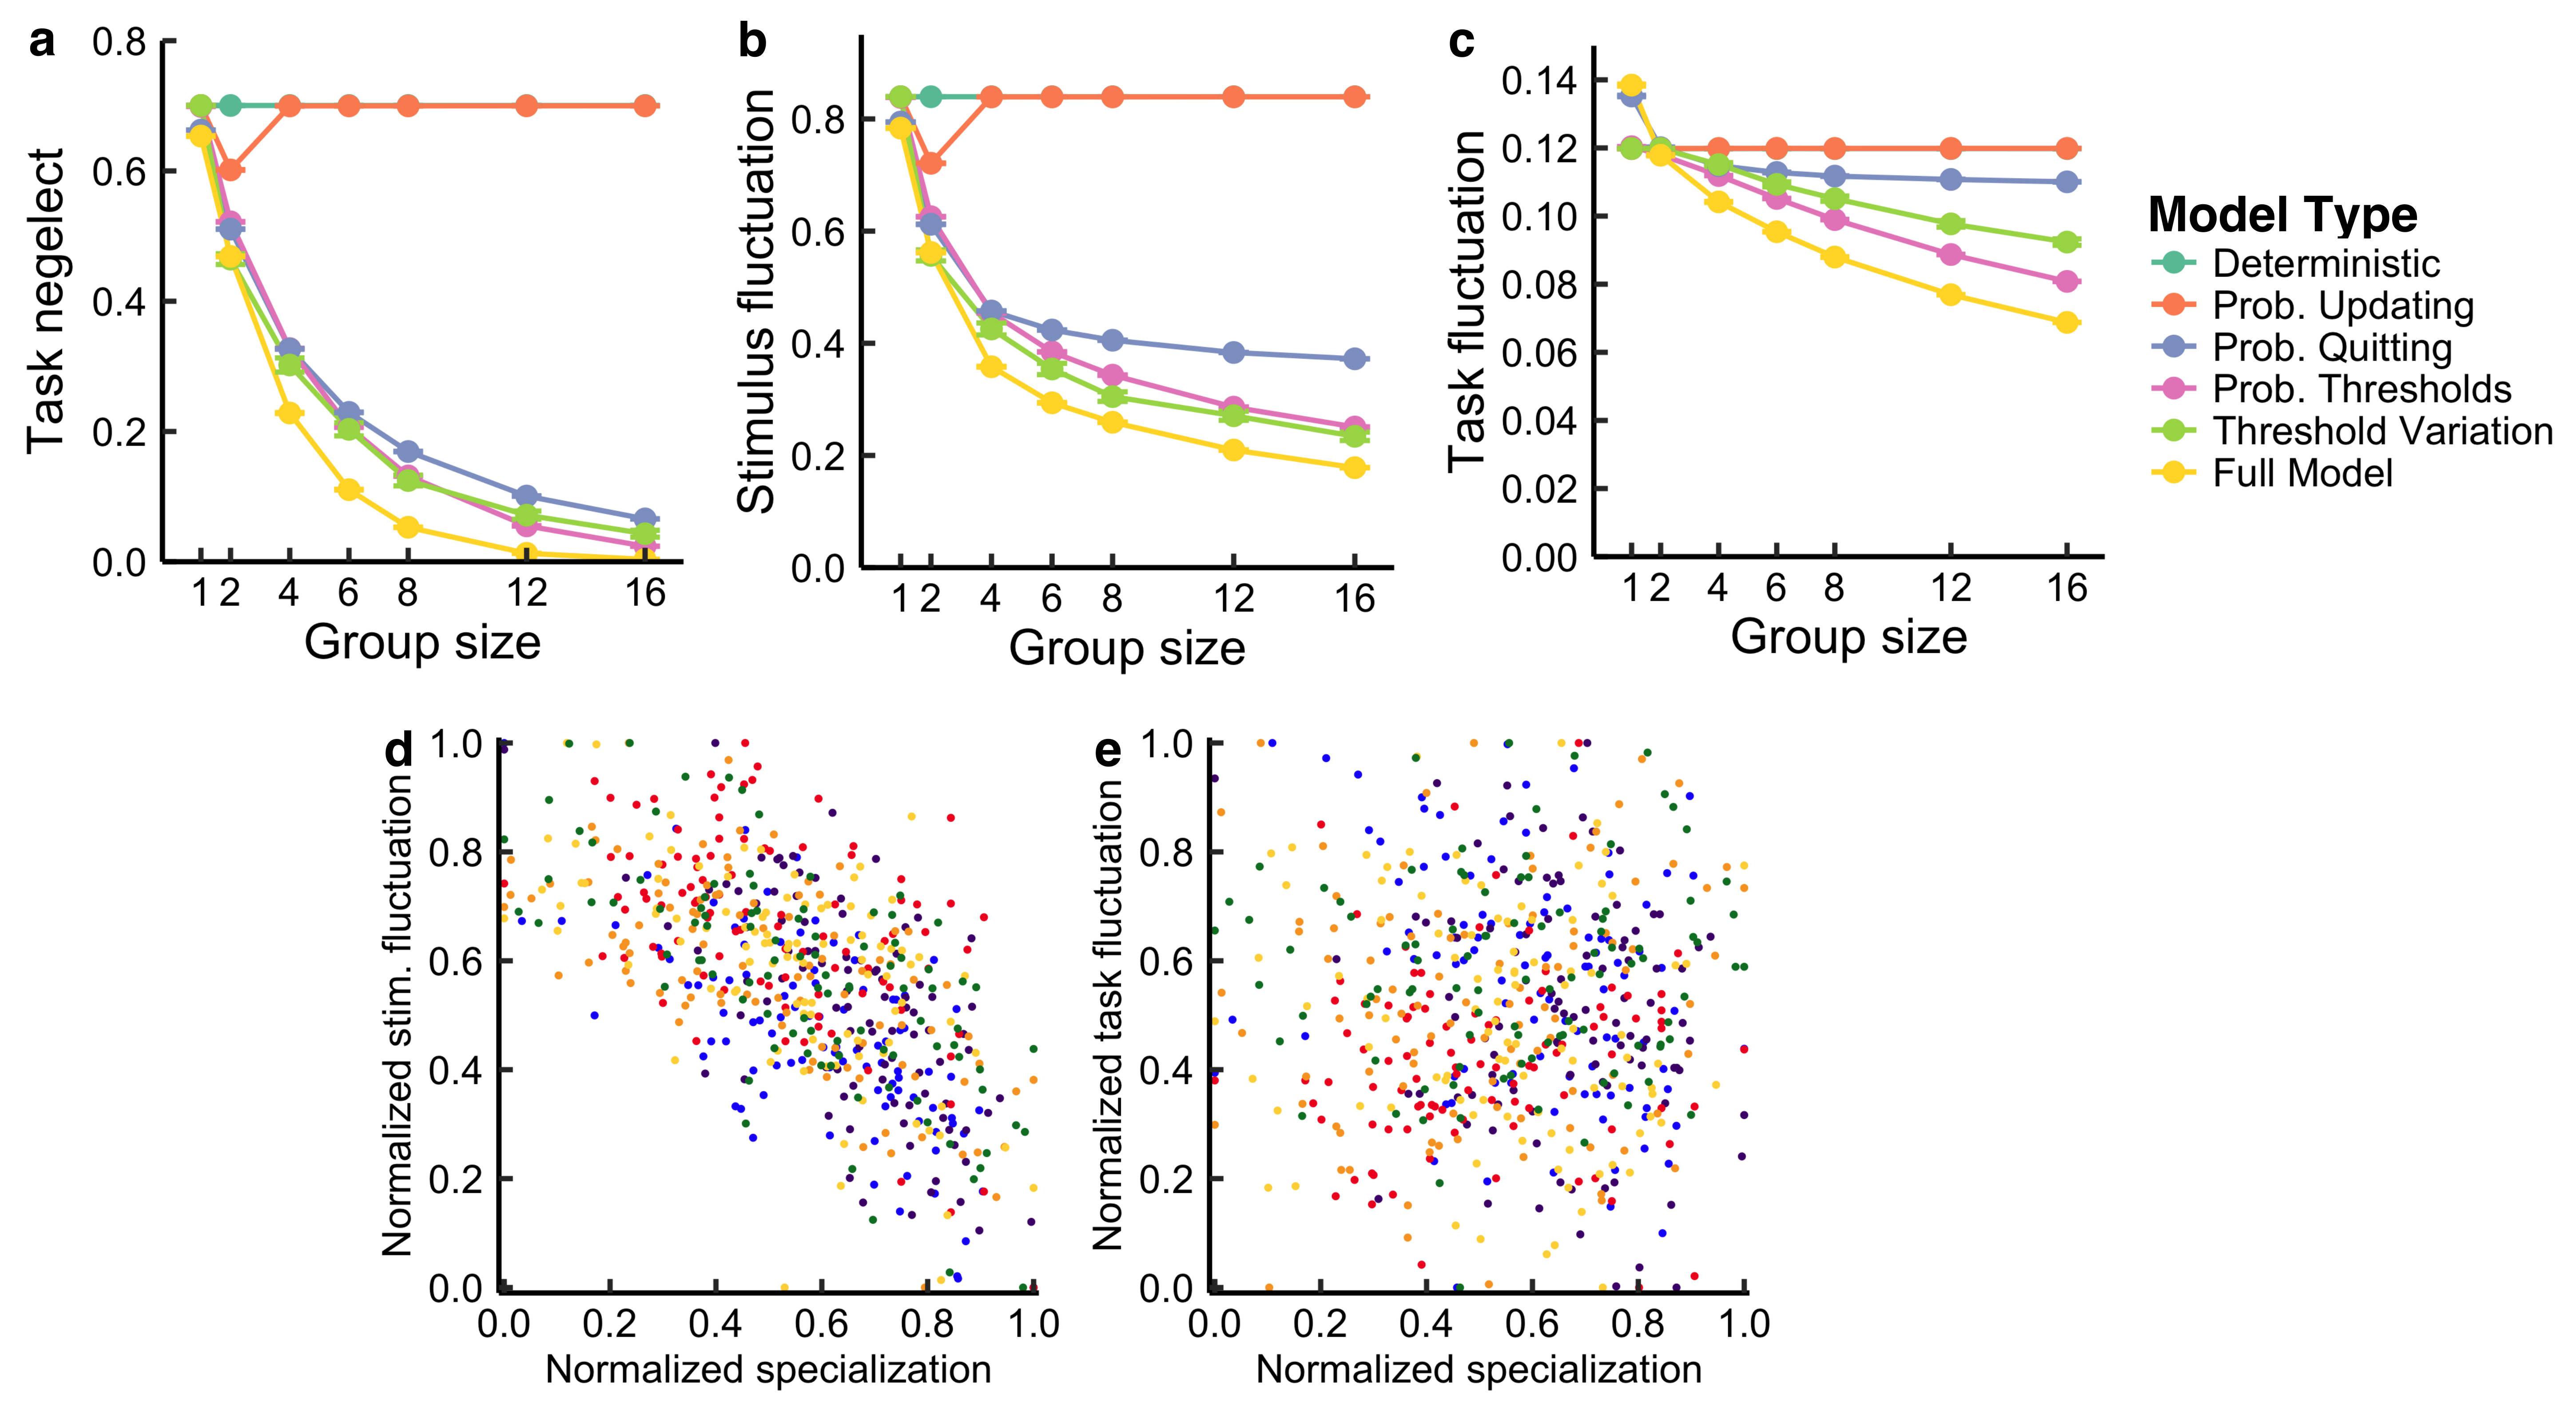 a
0.8
0.6
0.4
0.2
0.0
Task negelect
1 2 4 6 8 12 16
Group size
b
0.8
0.6
0.4
0.2
0.0
Stimulus fluctuation
1 2 4 6 8 12 16
Group size
c
0.14
0.12
0.10
0.08
0.06
0.04
0.02
0.00
Task fluctuation
1 2 4 6 8 12 16
Group size
Model Type
Deterministic
Prob. Updating
Prob. Quitting
Prob. Thresholds
Threshold Variation
Full Model
d
1.0
0.8
0.6
0.4
0.2
0.0
Normalized stim. fluctuation
0.0 0.2 0.4 0.6 0.8 1.0
Normalized specialization
e
1.0
0.8
0.6
0.4
0.2
0.0
Normalized task fluctuation
0.0 0.2 0.4 0.6 0.8 1.0
Normalized specialization